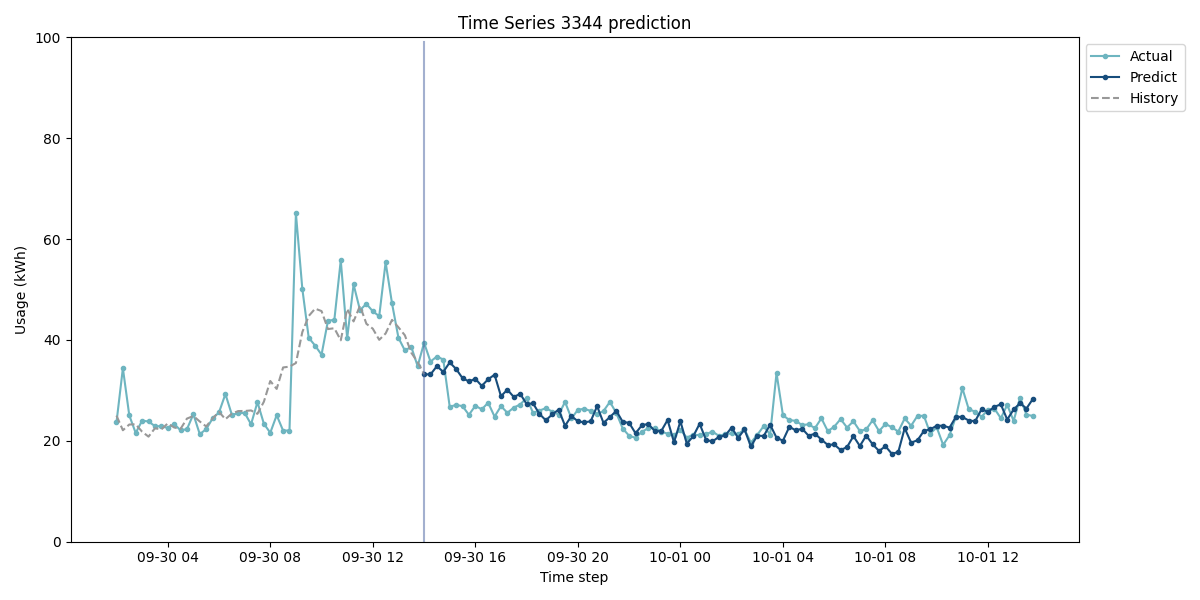 Time Series 3344 prediction
100
80
60
40
20
0
Usage (kWh)
09-30 04
09-30 08
09-30 12
09-30 16
09-30 20
10-01 00
10-01 04
10-01 08
10-01 12
Time step
Actual
Predict
History